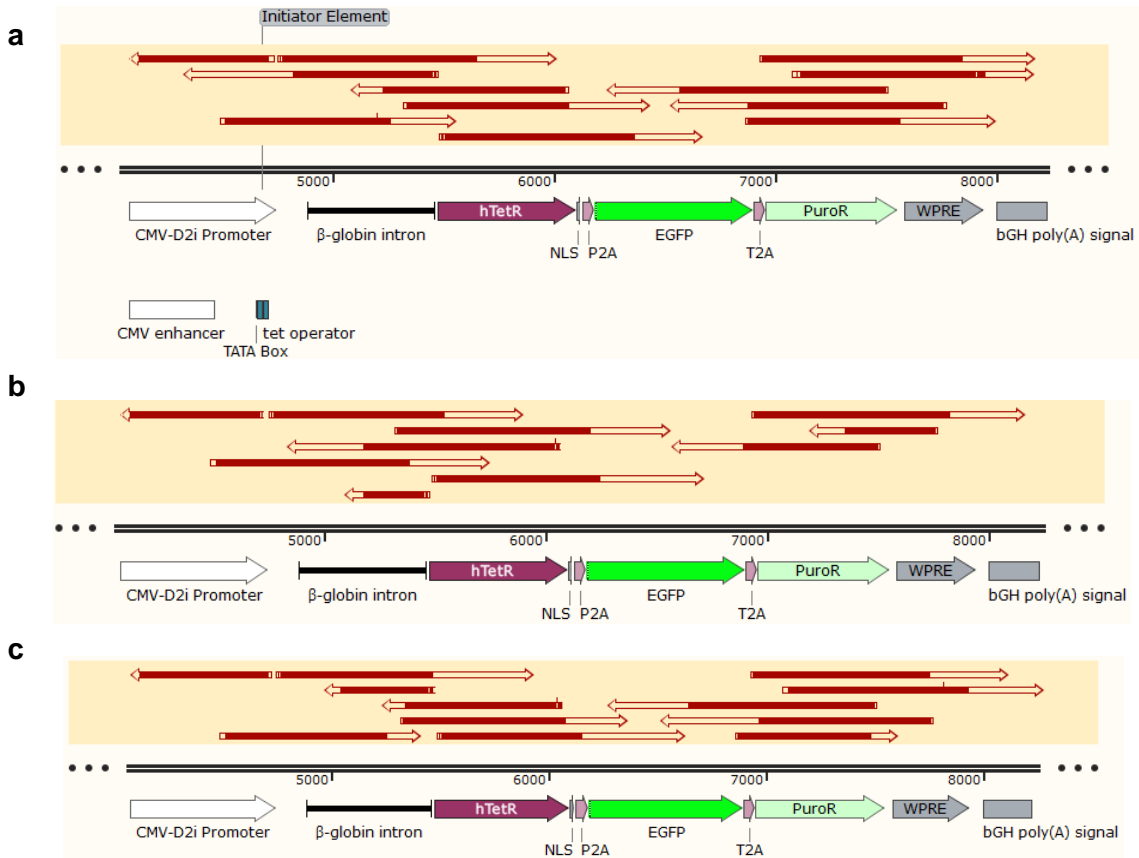 Initiator Element
a
5000 6000 7000 8000
hTetR PuroR
CMV-D2i Promoter β-globin intron EGFP WPRE bGH poly(A) signal
NLS P2A T2A
CMV enhancer tet operator
TATA Box
b
5000 6000 7000 8000
hTetR PuroR WPRE
CMV-D2i Promoter β-globin intron EGFP bGH poly(A) signal
NLS P2A T2A
c
5000 6000 7000 8000
hTetR PuroR WPRE
CMV-D2i Promoter β-globin intron EGFP bGH poly(A) signal
NLS P2A T2A